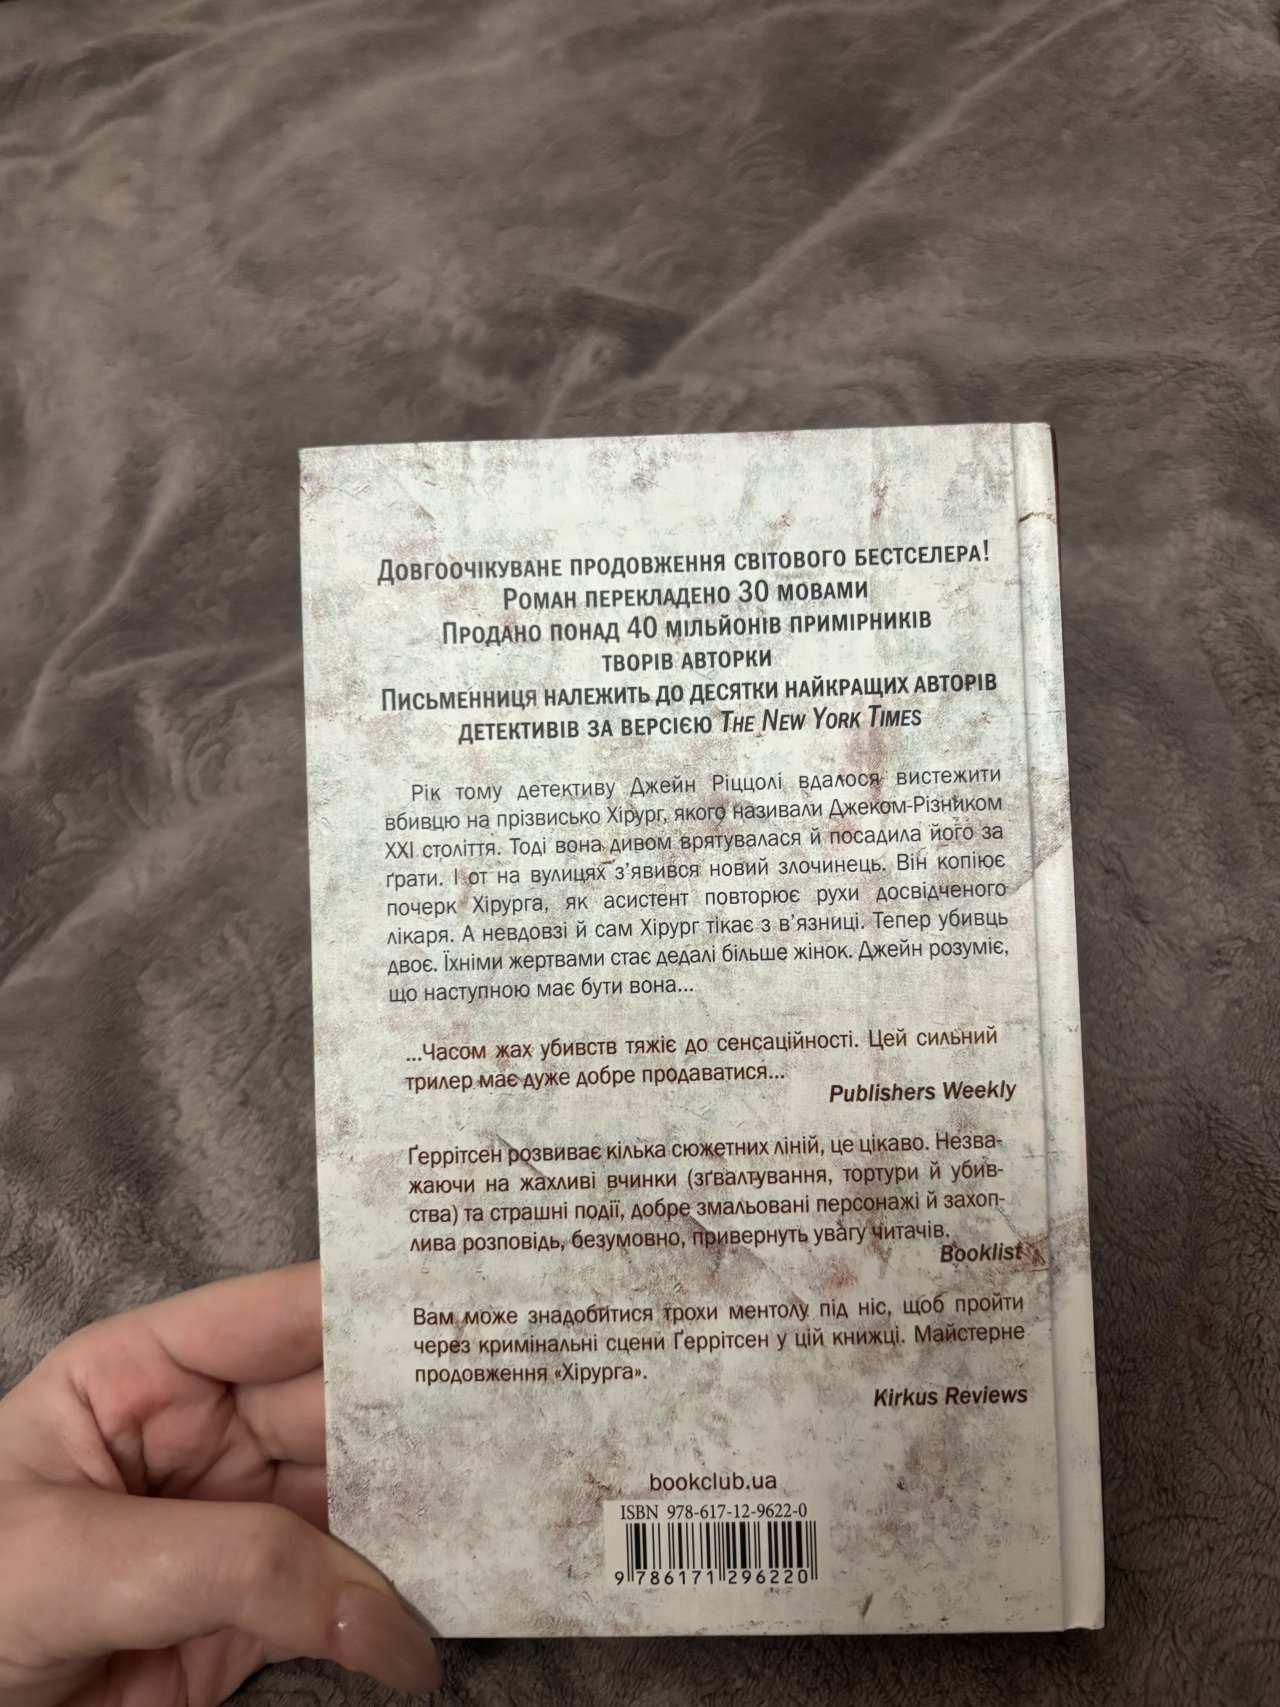 Довгоочікуване продовження світового бестселера!
Роман перекладено 30 мовами
Продано понад 40 мільйонів примірників
творів авторки
Письменниця належить до десятки найкращих авторів
детективів за версією The New York Times
Рік тому детективу Джейн Ріццолі вдалося вистежити
вбивцю на прізвисько Хірург, якого називали Джеком-Різником
XXI століття. Тоді вона дивом врятувалася й посадила його за
ґрати. І от на вулицях з’явився новий злочинець. Він копіює
почерк Хірурга, як асистент повторює рухи досвідченого
лікаря. А невдовзі й сам Хірург тікає з в’язниці. Тепер убивць
двоє. Їхніми жертвами стає дедалі більше жінок. Джейн розуміє,
що наступною має бути вона...
...Часом жах убивств тяжіє до сенсаційності. Цей сильний
трилер має дуже добре продаватися...
Publishers Weekly
Ґеррітсен розвиває кілька сюжетних ліній, це цікаво. Незва-
жаючи на жахливі вчинки (зґвалтування, тортури й убив-
ства) та страшні події, добре змальовані персонажі й захоп-
лива розповідь, безумовно, привернуть увагу читачів.
Booklist
Вам може знадобитися трохи ментолу під ніс, щоб пройти
через кримінальні сцени Ґеррітсен у цій книжці. Майстерне
продовження «Хірурга».
Kirkus Reviews
bookclub.ua
ISBN 978-617-12-9622-0
9 786171 296220